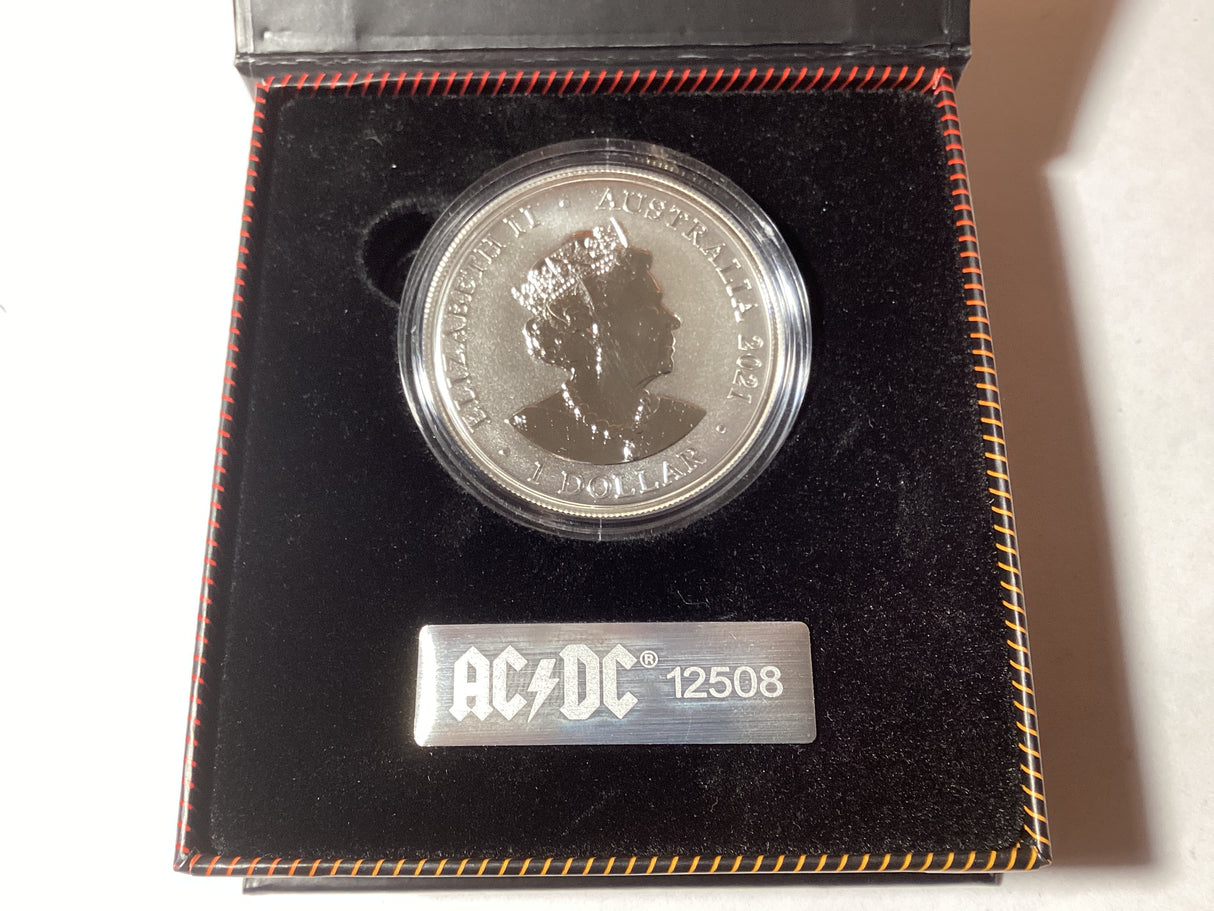 ELIZABETH II • AUSTRALIA 2021 •
• 1 DOLLAR
AC⚡DC® 12508